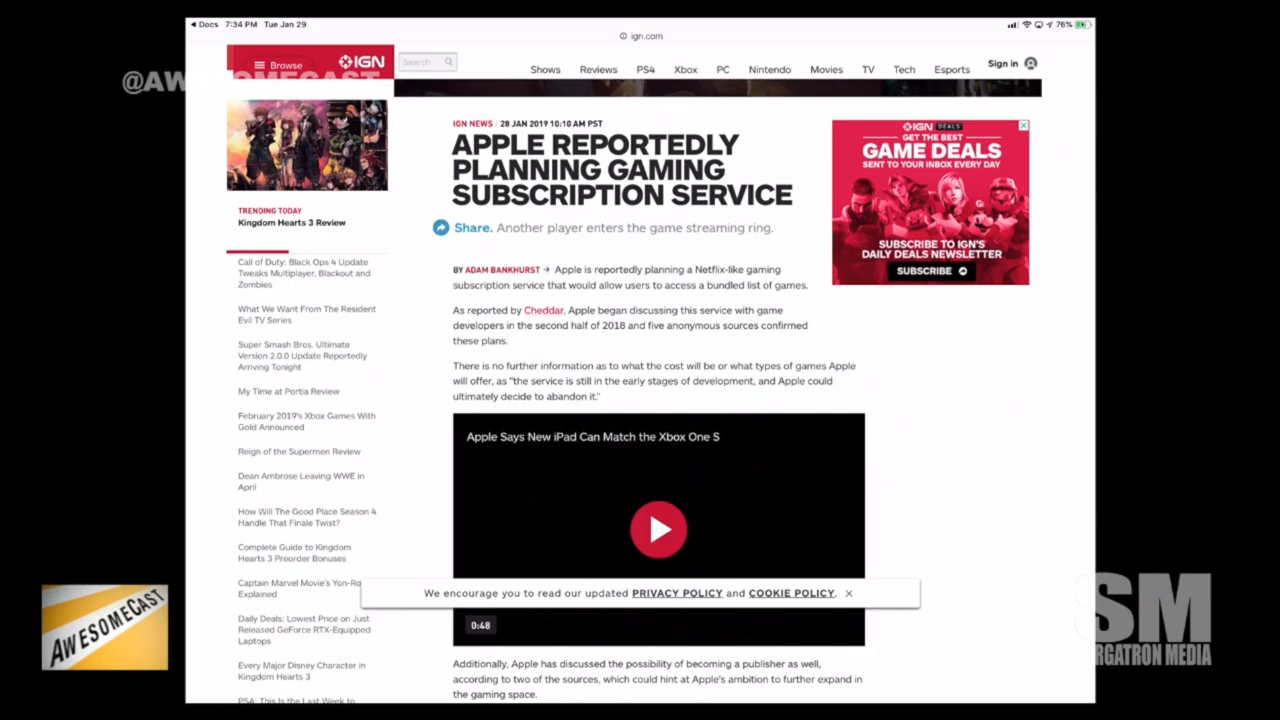 Docs 7:34 PM Tue Jan 29
76%
ign.com
@AWESOMECAST
Browse
IGN
Search
Shows Reviews PS4 Xbox PC Nintendo Movies TV Tech Esports
Sign in
IGN NEWS / 28 JAN 2019 10:10 AM PST
APPLE REPORTEDLY
PLANNING GAMING
SUBSCRIPTION SERVICE
Share. Another player enters the game streaming ring.
BY ADAM BANKHURST → Apple is reportedly planning a Netflix-like gaming
subscription service that would allow users to access a bundled list of games.
As reported by Cheddar, Apple began discussing this service with game
developers in the second half of 2018 and five anonymous sources confirmed
these plans.
There is no further information as to what the cost will be or what types of games Apple
will offer, as "the service is still in the early stages of development, and Apple could
ultimately decide to abandon it."
Apple Says New iPad Can Match the Xbox One S
We encourage you to read our updated PRIVACY POLICY and COOKIE POLICY.
0:48
Additionally, Apple has discussed the possibility of becoming a publisher as well,
according to two of the sources, which could hint at Apple's ambition to further expand in
the gaming space.
TRENDING TODAY
Kingdom Hearts 3 Review
Call of Duty: Black Ops 4 Update
Tweaks Multiplayer, Blackout and
Zombies
What We Want From The Resident
Evil TV Series
Super Smash Bros. Ultimate
Version 2.0.0 Update Reportedly
Arriving Tonight
My Time at Portia Review
February 2019's Xbox Games With
Gold Announced
Reign of the Supermen Review
Dean Ambrose Leaving WWE in
April
How Will The Good Place Season 4
Handle That Finale Twist?
Complete Guide to Kingdom
Hearts 3 Preorder Bonuses
Captain Marvel Movie's Yon-Ro
Explained
Daily Deals: Lowest Price on Just
Released GeForce RTX-Equipped
Laptops
Every Major Disney Character in
Kingdom Hearts 3
PSA: This Is the Last Week to
IGN DEALS
GET THE BEST
GAME DEALS
SENT TO YOUR INBOX EVERY DAY
SUBSCRIBE TO IGN'S
DAILY DEALS NEWSLETTER
SUBSCRIBE
AWESOMECAST
SM
RGATRON MEDIA